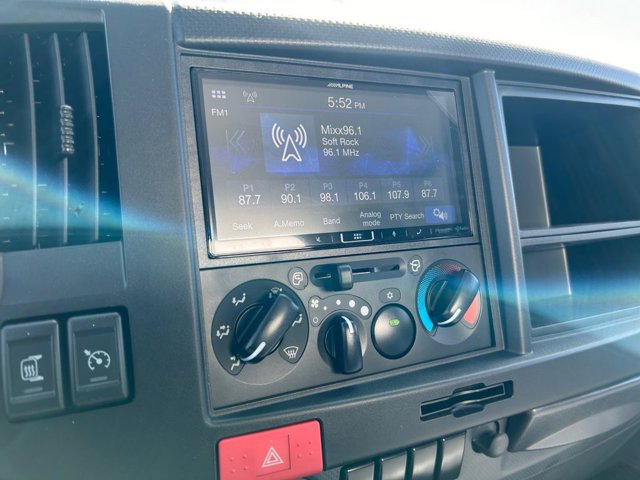 ALPINE
5:52 PM
FM1
Mixx96.1
Soft Rock
96.1 MHz
P1 P2 P3 P4 P5 P6
87.7 90.1 98.1 106.1 107.9 87.7
Seek A.Memo Band Analog mode PTY Search